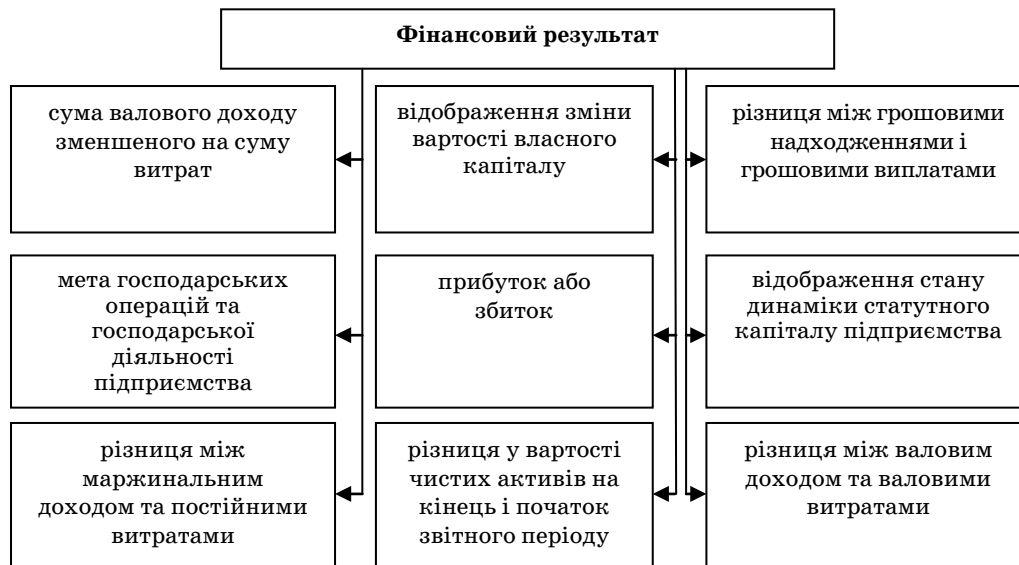 Фінансовий результат
сума валового доходу
зменшеного на суму
витрат
відображення зміни
вартості власного
капіталу
різниця між грошовими
надходженнями і
грошовими виплатами
мета господарських
операцій та
господарської
діяльності
підприємства
прибуток або
збиток
відображення стану
динаміки статутного
капіталу підприємства
різниця між
маржинальним
доходом та постійними
витратами
різниця у вартості
чистих активів на
кінець і початок
звітного періоду
різниця між валовим
доходом та валовими
витратами